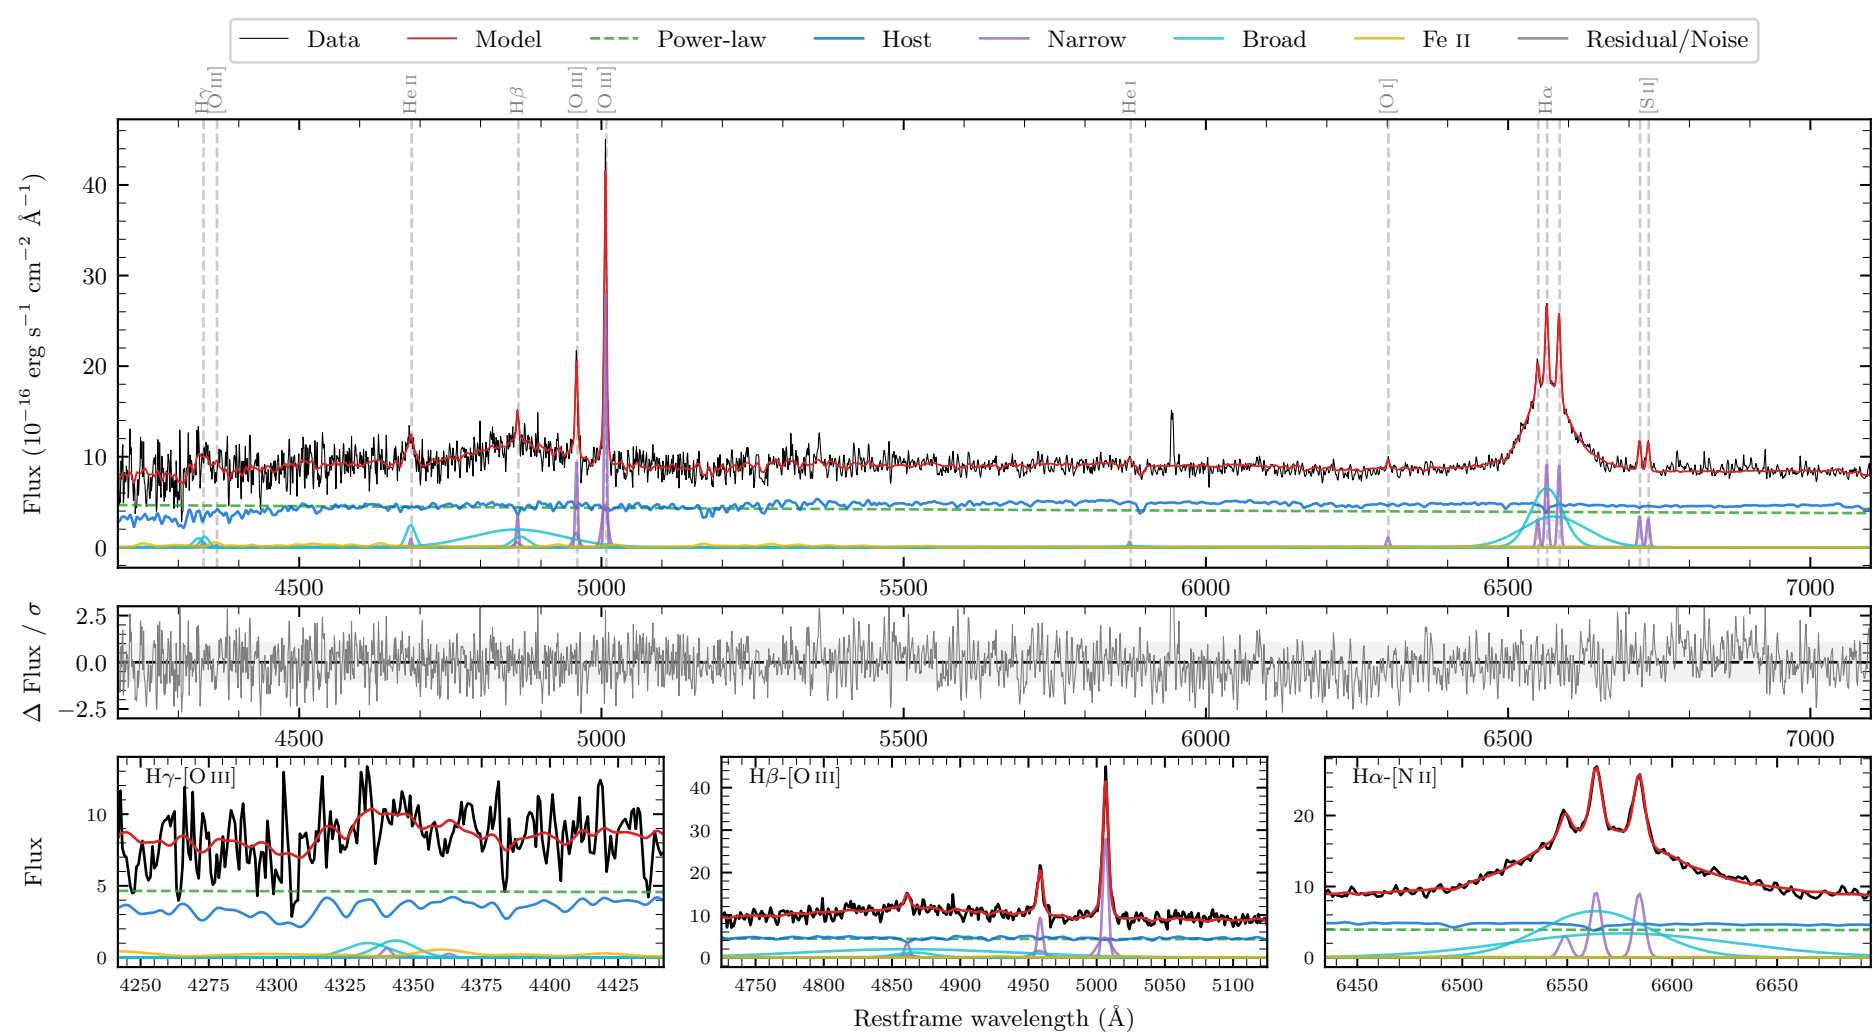 Data Model Power-law Host Narrow Broad Fe II Residual/Noise
Hγ [O III] He II Hβ [O III] [O III] He I [O I] Hα [S II]
Flux (10⁻¹⁶ erg s⁻¹ cm⁻² Å⁻¹)
40
30
20
10
0
4500 5000 5500 6000 6500 7000
Δ Flux / σ
2.5
0.0
−2.5
4500 5000 5500 6000 6500 7000
Flux
Hγ-[O III]
10
5
0
4250 4275 4300 4325 4350 4375 4400 4425
Hβ-[O III]
40
30
20
10
0
4750 4800 4850 4900 4950 5000 5050 5100
Hα-[N II]
20
10
0
6450 6500 6550 6600 6650
Restframe wavelength (Å)